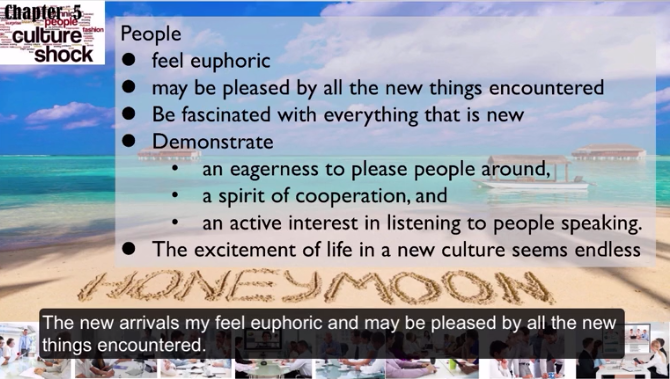 Chapter 5
people
fashion
culture
shock
People
● feel euphoric
● may be pleased by all the new things encountered
● Be fascinated with everything that is new
● Demonstrate
• an eagerness to please people around,
• a spirit of cooperation, and
• an active interest in listening to people speaking.
● The excitement of life in a new culture seems endless
HONEYMOON
The new arrivals my feel euphoric and may be pleased by all the new
things encountered.